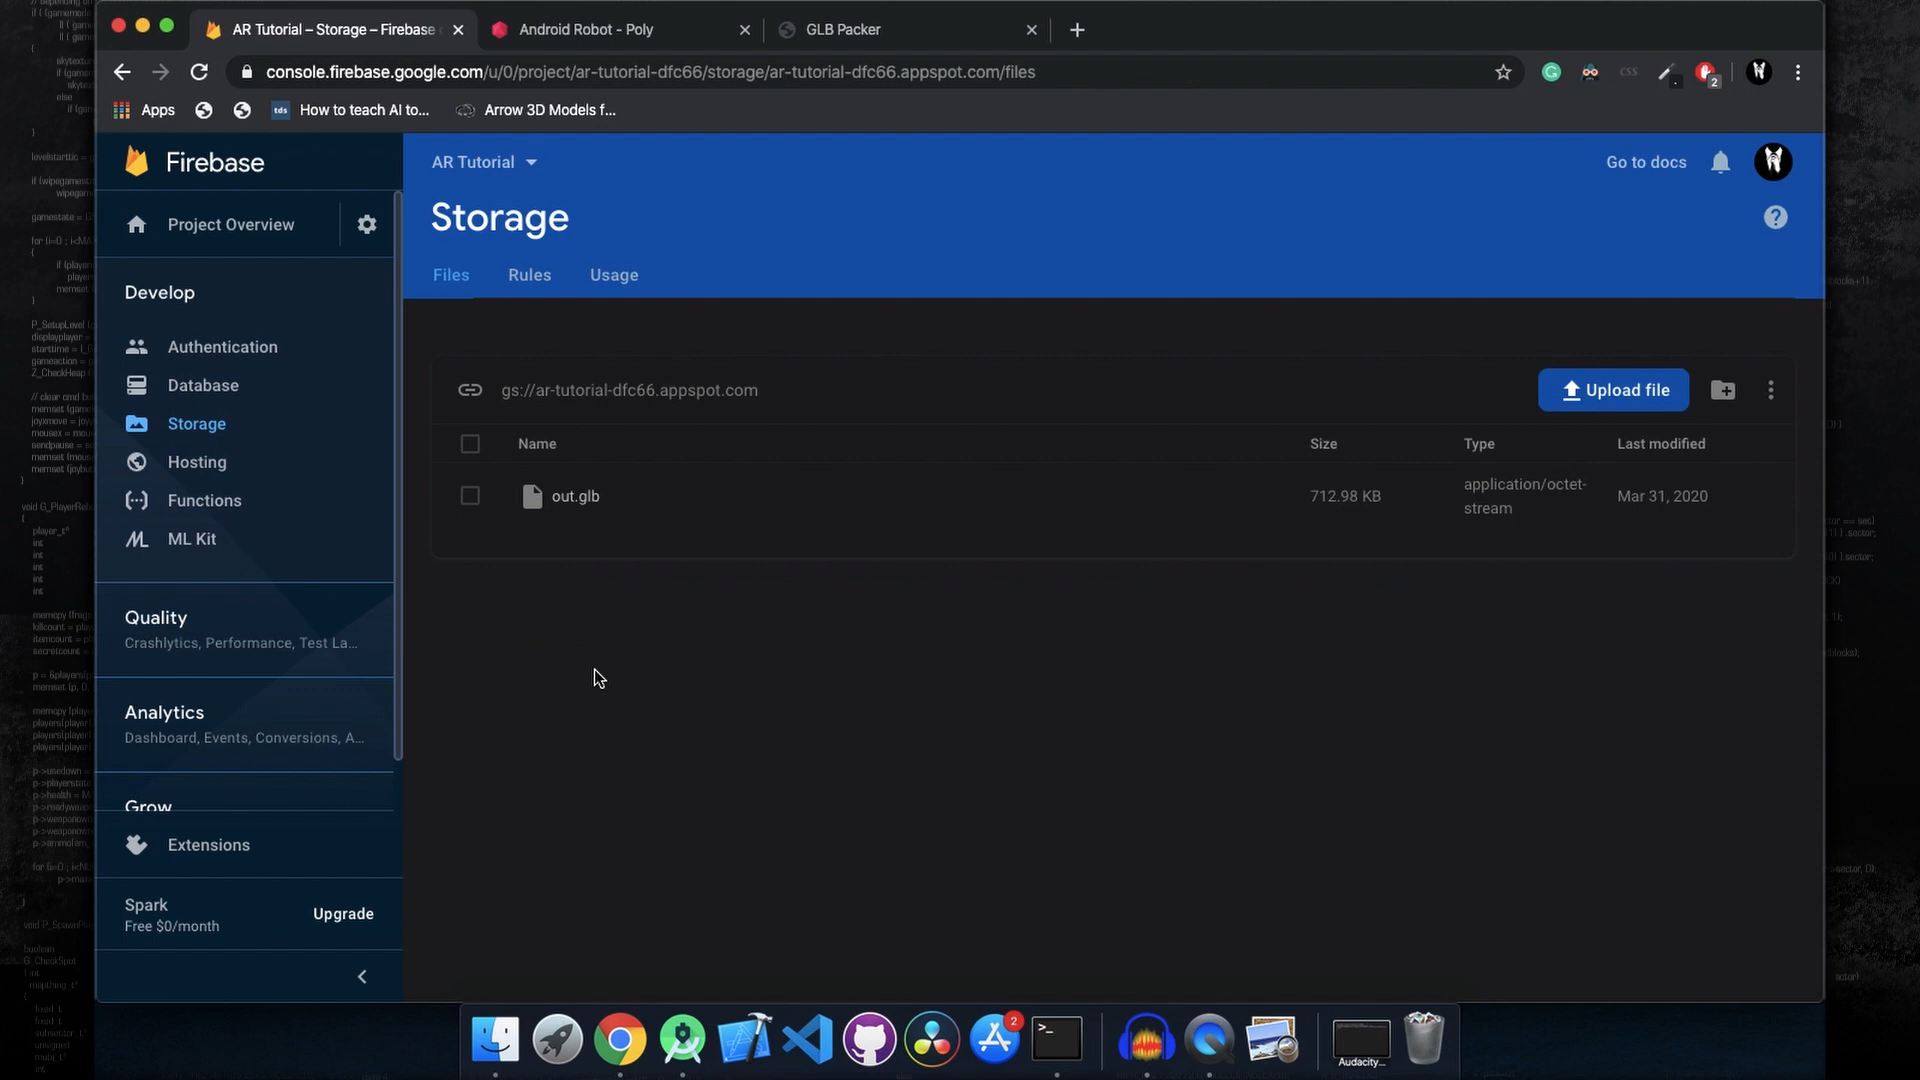 AR Tutorial – Storage – Firebase
Android Robot - Poly
GLB Packer
console.firebase.google.com/u/0/project/ar-tutorial-dfc66/storage/ar-tutorial-dfc66.appspot.com/files
CSS
2
Apps
tds
How to teach AI to...
Arrow 3D Models f...
Firebase
AR Tutorial
Go to docs
Project Overview
Storage
Files
Rules
Usage
Develop
Authentication
Database
Storage
Hosting
Functions
ML Kit
gs://ar-tutorial-dfc66.appspot.com
Upload file
Name
Size
Type
Last modified
out.glb
712.98 KB
application/octet-
stream
Mar 31, 2020
Quality
Crashlytics, Performance, Test La...
Analytics
Dashboard, Events, Conversions, A...
Grow
Extensions
Spark
Free $0/month
Upgrade
2
Audacity...